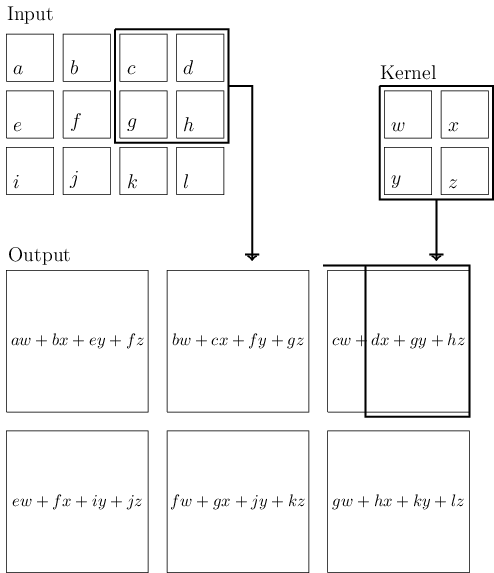 Input
a b c d
Kernel
e f g h
w x
i j k l
y z
Output
aw + bx + ey + fz
bw + cx + fy + gz
cw + dx + gy + hz
ew + fx + iy + jz
fw + gx + jy + kz
gw + hx + ky + lz